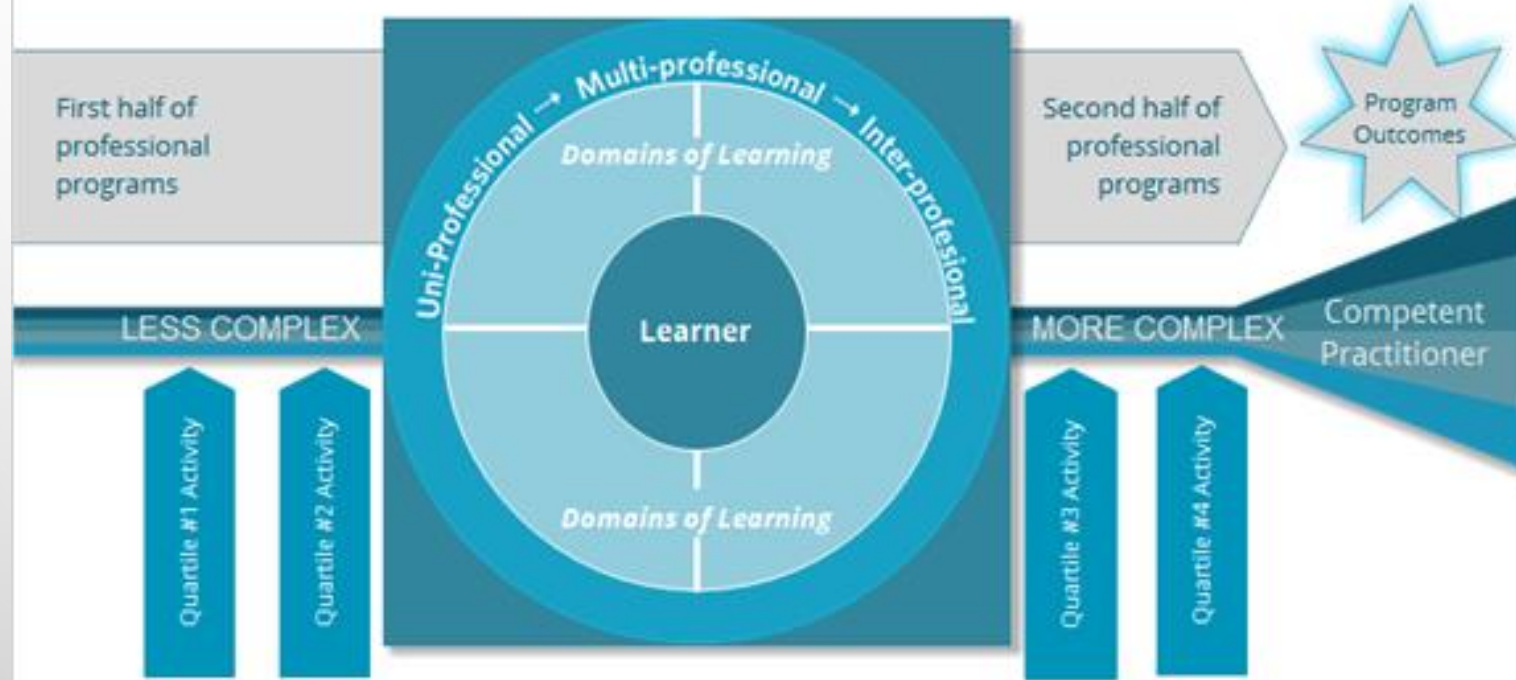 First half of
professional
programs
Uni-Professional → Multi-professional → Inter-profesional
Domains of Learning
Learner
Domains of Learning
Second half of
professional
programs
Program
Outcomes
LESS COMPLEX
MORE COMPLEX
Competent
Practitioner
Quartile #1 Activity
Quartile #2 Activity
Quartile #3 Activity
Quartile #4 Activity